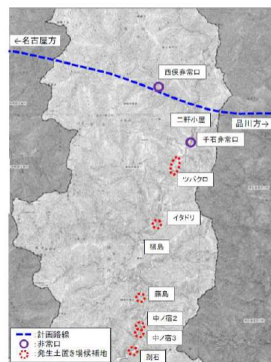 ←名古屋方
西俣非常口
二軒小屋
品川方→
千石非常口
ツバクロ
イタドリ
椹島
藤島
中ノ宿2
中ノ宿3
剃石
:計画路線
:非常口
:発生土置き場候補地